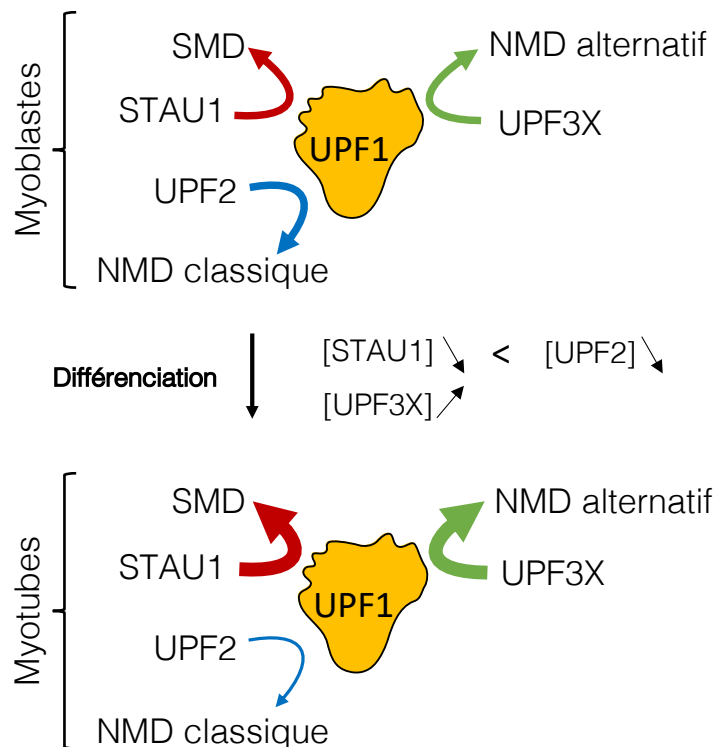 SMD
NMD alternatif
STAU1
UPF1
UPF3X
UPF2
NMD classique
Myoblastes
Différenciation
[STAU1] < [UPF2]
[UPF3X]
SMD
NMD alternatif
STAU1
UPF1
UPF3X
UPF2
NMD classique
Myotubes